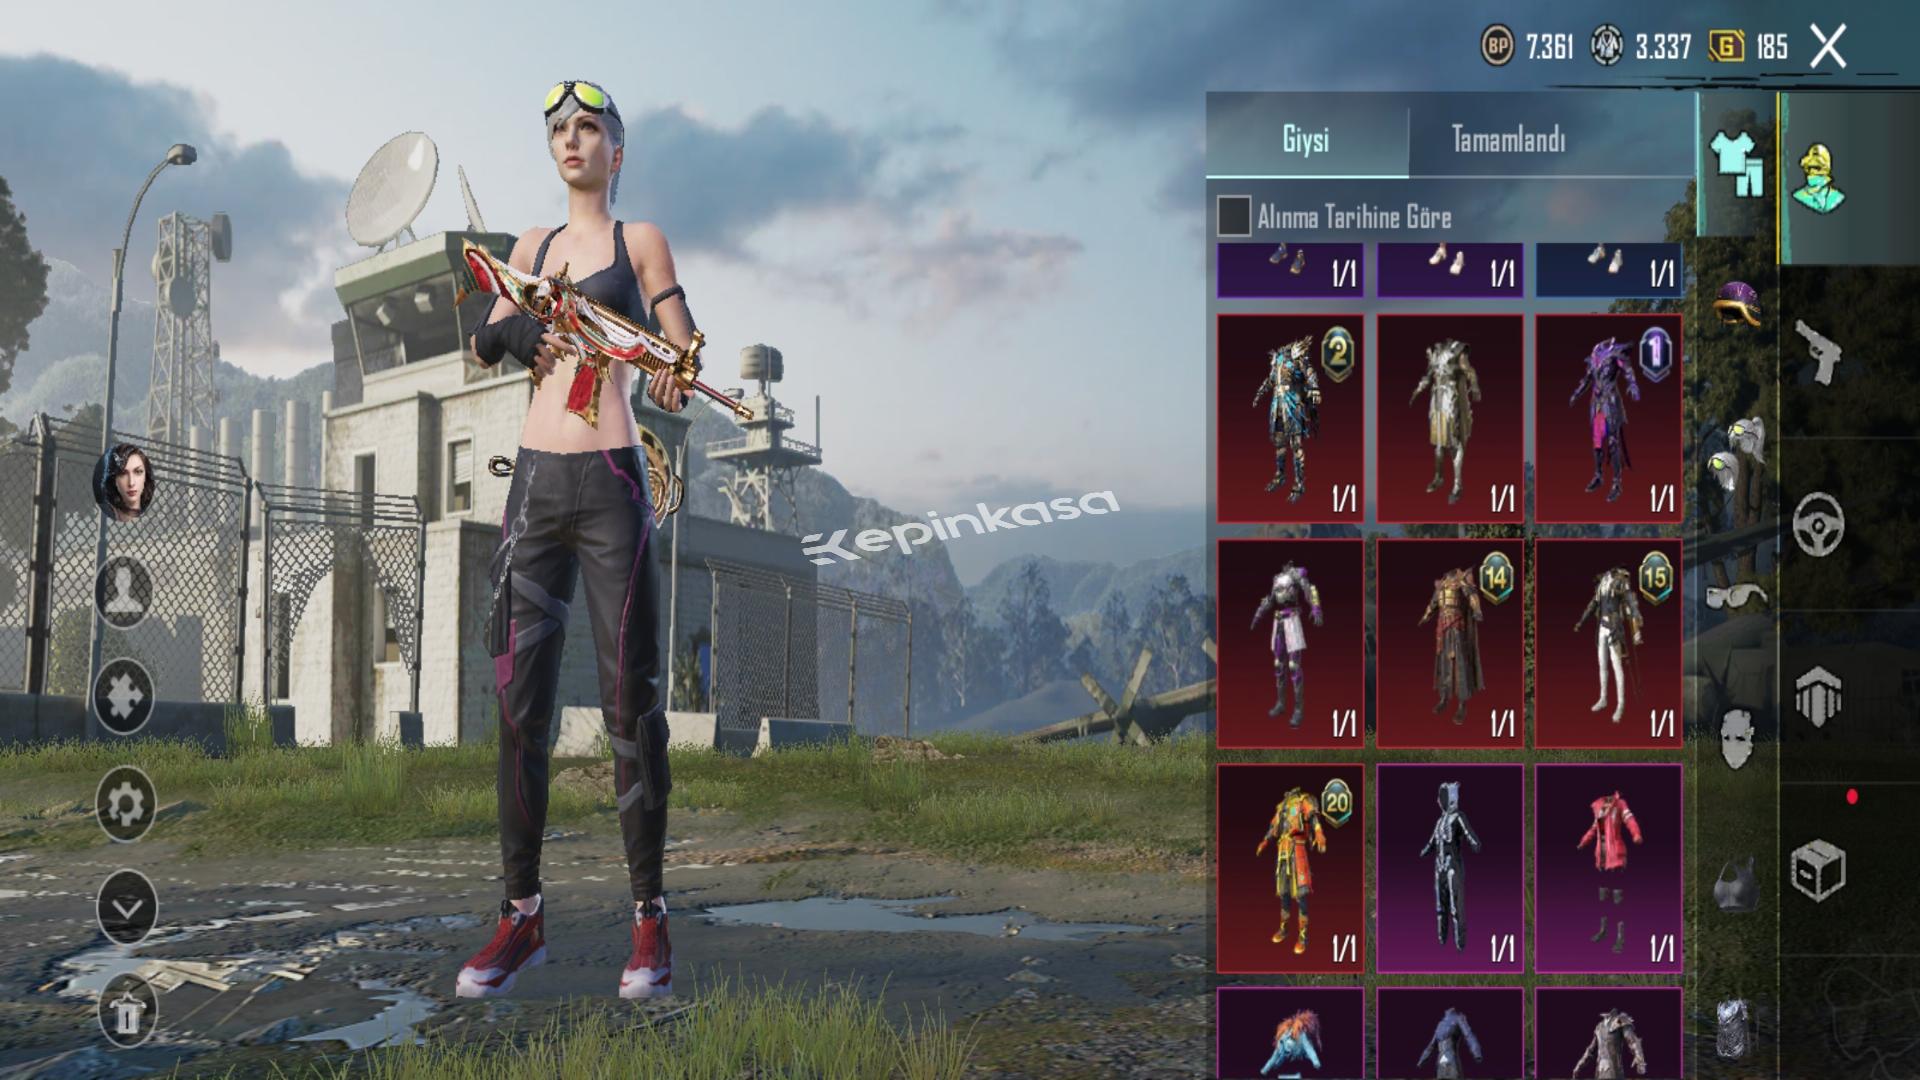 BP 7.361 3.337 G 185
Giysi Tamamlandı
Alınma Tarihine Göre
1/1 1/1 1/1
2 1
1/1 1/1 1/1
14 15
1/1 1/1 1/1
20
1/1 1/1 1/1
epinkasa